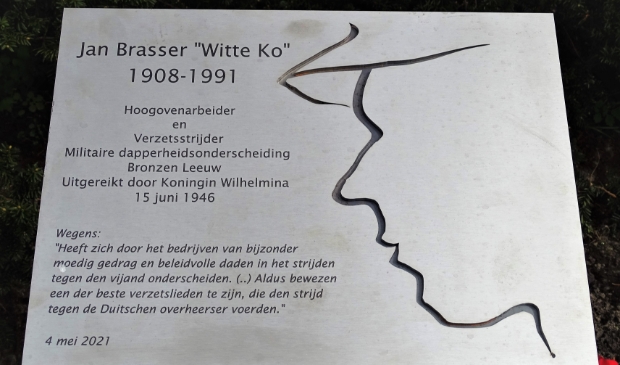 Jan Brasser "Witte Ko"
1908-1991
Hoogovenarbeider
en
Verzetsstrijder
Militaire dapperheidsonderscheiding
Bronzen Leeuw
Uitgereikt door Koningin Wilhelmina
15 juni 1946
Wegens:
"Heeft zich door het bedrijven van bijzonder
moedig gedrag en beleidvolle daden in het strijden
tegen den vijand onderscheiden. (..) Aldus bewezen
een der beste verzetslieden te zijn, die den strijd
tegen de Duitschen overheerser voerden."
4 mei 2021